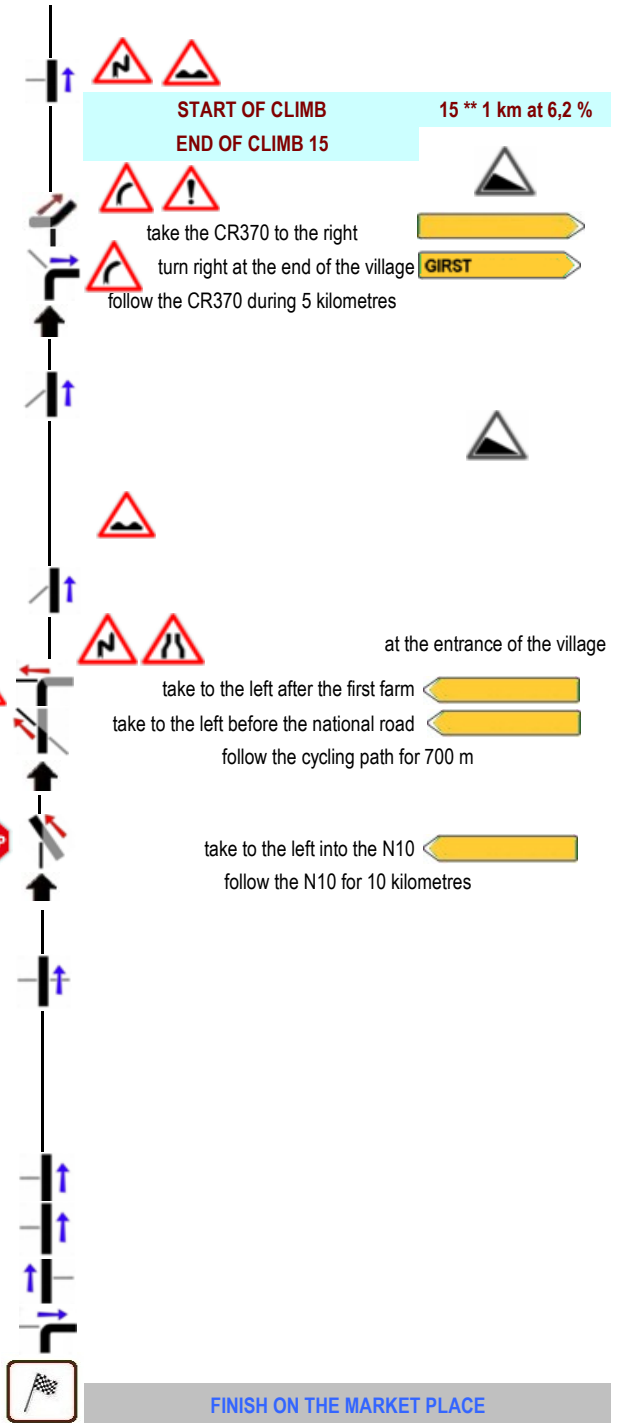 START OF CLIMB 15 ** 1 km at 6,2 %
END OF CLIMB 15
take the CR370 to the right
turn right at the end of the village GIRST
follow the CR370 during 5 kilometres
at the entrance of the village
take to the left after the first farm
take to the left before the national road
follow the cycling path for 700 m
take to the left into the N10
follow the N10 for 10 kilometres
FINISH ON THE MARKET PLACE